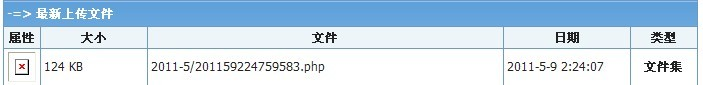 -=> 最新上传文件
属性 大小 文件 日期 类型
124 KB 2011-5/201159224759583.php 2011-5-9 2:24:07 文件集